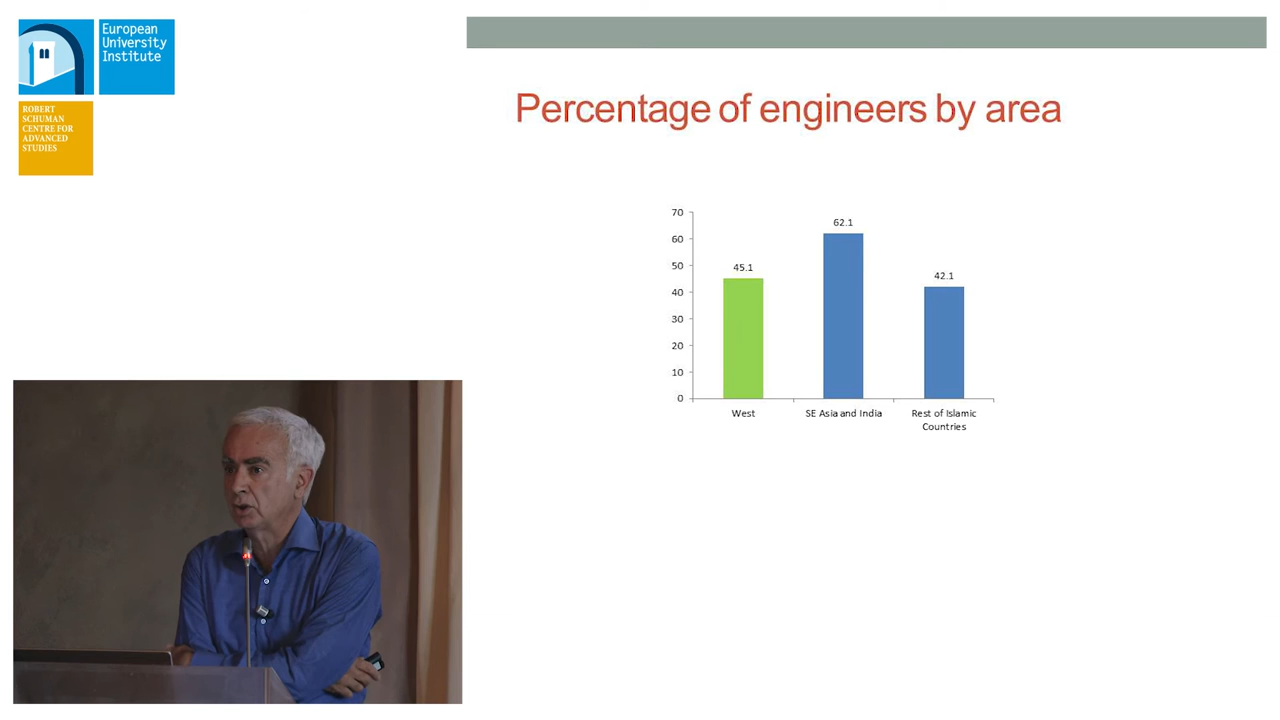 European
University
Institute
ROBERT
SCHUMAN
CENTRE FOR
ADVANCED
STUDIES
Percentage of engineers by area
70
60
50
40
30
20
10
0
45.1
62.1
42.1
West
SE Asia and India
Rest of Islamic
Countries